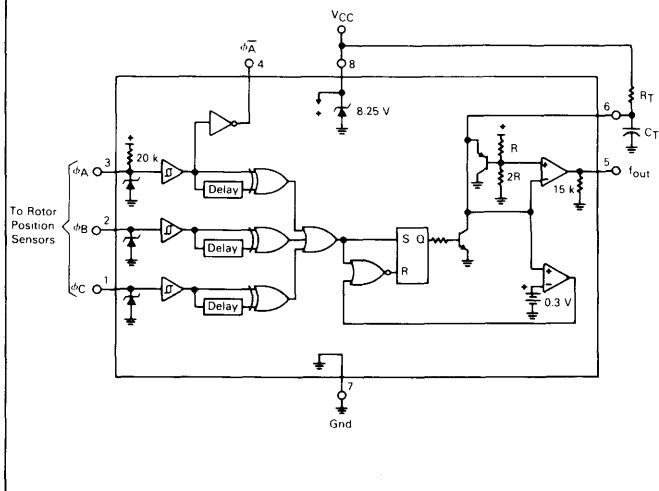 VCC
φA̅
4
8
8.25 V
+
RT
6
CT
+
20 k
φA
3
Delay
+
R
2R
+
−
15 k
5
fout
To Rotor
Position
Sensors
φB
2
Delay
S Q
R
φC
1
Delay
+
−
+
0.3 V
7
Gnd